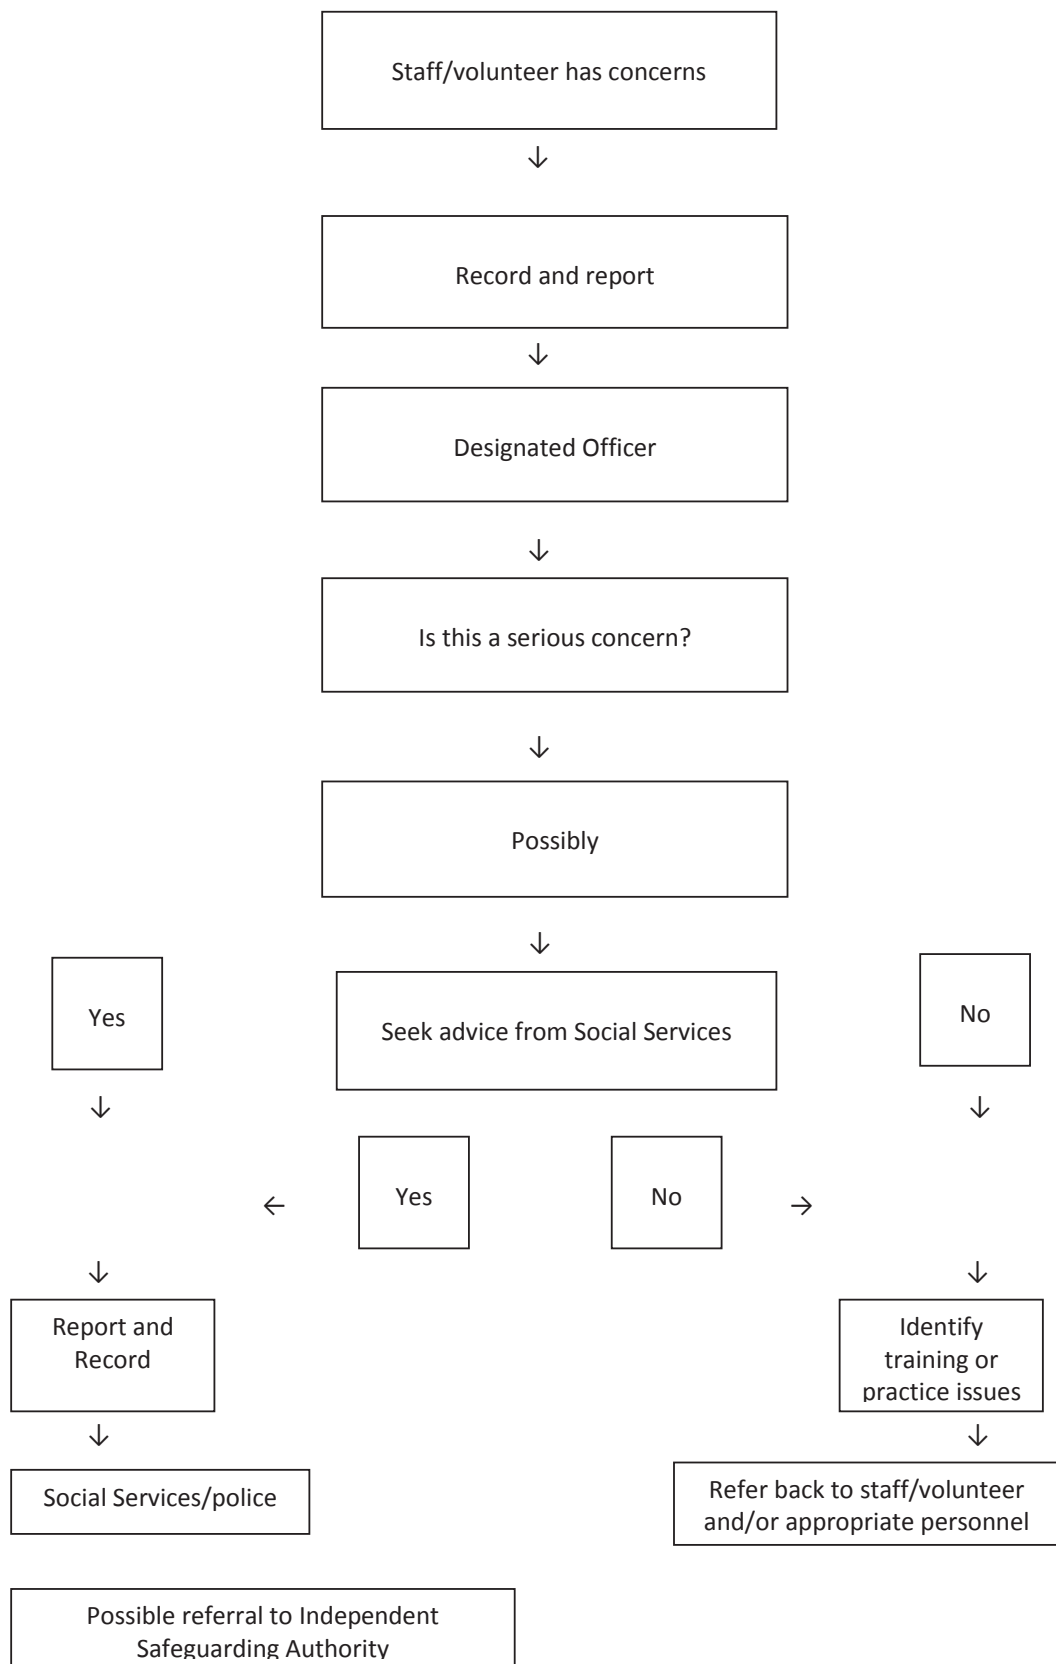 Staff/volunteer has concerns
↓
Record and report
↓
Designated Officer
↓
Is this a serious concern?
↓
Possibly
↓
Yes
Seek advice from Social Services
No
↓
↓
←
Yes
No
→
↓
↓
Report and
Record
Identify
training or
practice issues
↓
↓
Social Services/police
Refer back to staff/volunteer
and/or appropriate personnel
Possible referral to Independent
Safeguarding Authority